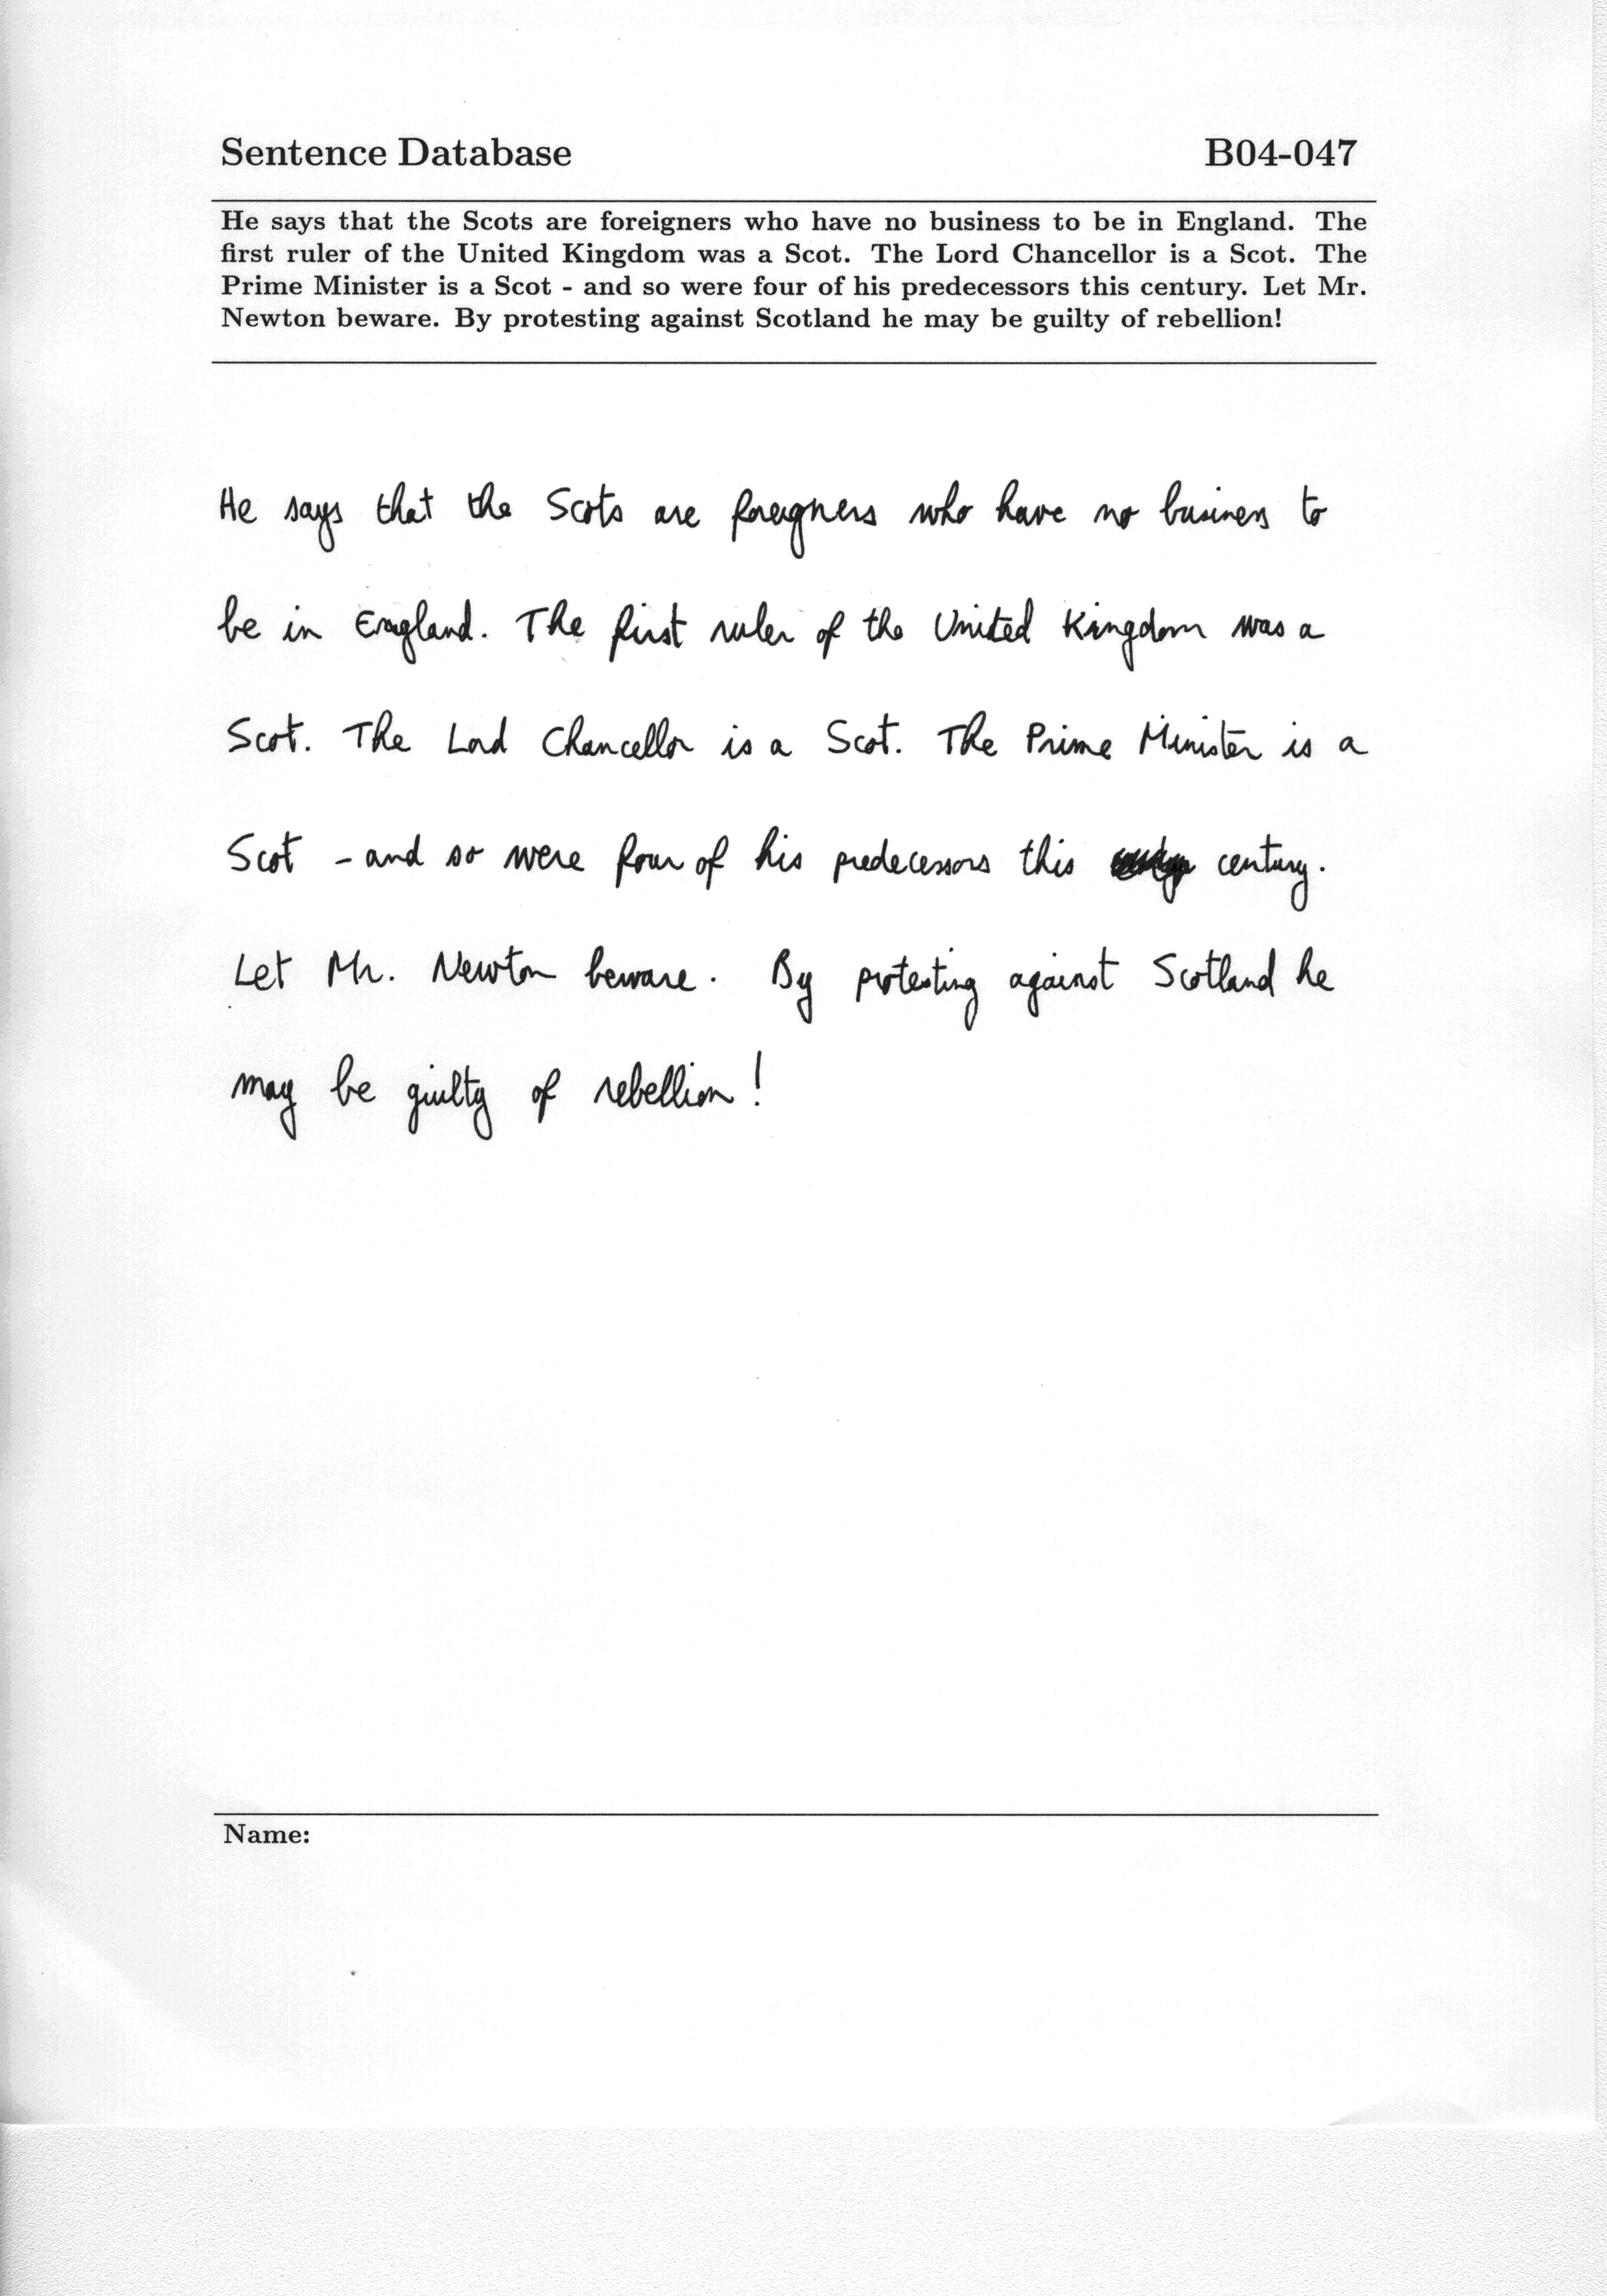 Sentence Database B04-047
He says that the Scots are foreigners who have no business to be in England. The
first ruler of the United Kingdom was a Scot. The Lord Chancellor is a Scot. The
Prime Minister is a Scot - and so were four of his predecessors this century. Let Mr.
Newton beware. By protesting against Scotland he may be guilty of rebellion!
He says that the Scots are foreigners who have no business to
be in England. The first ruler of the United Kingdom was a
Scot. The Lord Chancellor is a Scot. The Prime Minister is a
Scot - and so were four of his predecessors this century.
Let Mr. Newton beware. By protesting against Scotland he
may be guilty of rebellion!
Name: